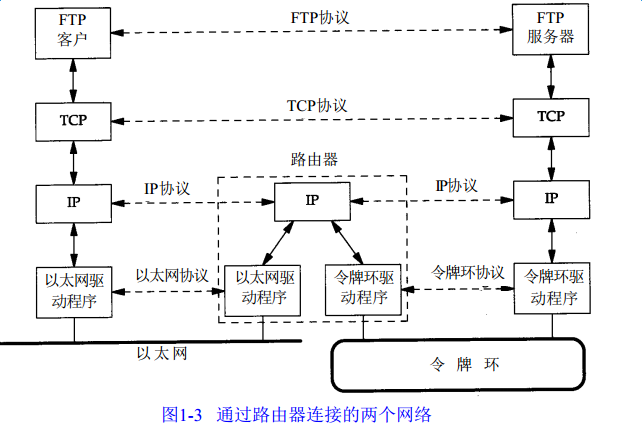 FTP
客户
FTP协议
FTP
服务器
TCP
TCP协议
TCP
路由器
IP
IP协议
IP
IP协议
IP
以太网驱
动程序
以太网协议
以太网驱
动程序
令牌环驱
动程序
令牌环协议
令牌环驱
动程序
以太网
令牌环
图1-3 通过路由器连接的两个网络